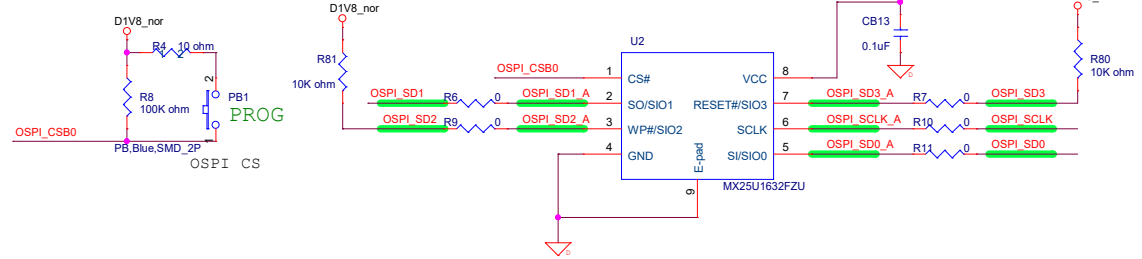 D1V8_nor
R4 10 ohm
R8
100K ohm
2
PB1
PROG
1
OSPI_CSB0
PB,Blue,SMD_2P
OSPI CS
D1V8_nor
R81
10K ohm
OSPI_CSB0
OSPI_SD1 R6 0 OSPI_SD1_A
OSPI_SD2 R9 0 OSPI_SD2_A
U2
1 CS# VCC 8
2 SO/SIO1 RESET#/SIO3 7
3 WP#/SIO2 SCLK 6
4 GND SI/SIO0 5
E-pad
9
MX25U1632FZU
CB13
0.1uF
D
OSPI_SD3_A R7 0 OSPI_SD3
OSPI_SCLK_A R10 0 OSPI_SCLK
OSPI_SD0_A R11 0 OSPI_SD0
R80
10K ohm
D